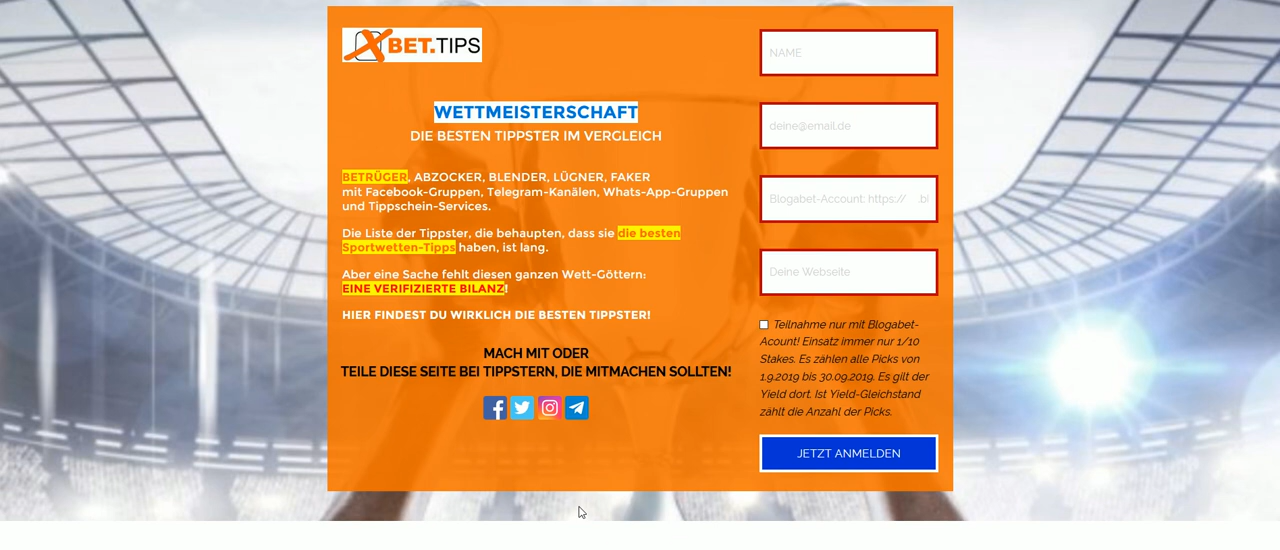 XBET.TIPS
WETTMEISTERSCHAFT
DIE BESTEN TIPPSTER IM VERGLEICH
BETRÜGER, ABZOCKER, BLENDER, LÜGNER, FAKER
mit Facebook-Gruppen, Telegram-Kanälen, Whats-App-Gruppen
und Tippschein-Services.
Die Liste der Tippster, die behaupten, dass sie die besten
Sportwetten-Tipps haben, ist lang.
Aber eine Sache fehlt diesen ganzen Wett-Göttern:
EINE VERIFIZIERTE BILANZ!
HIER FINDEST DU WIRKLICH DIE BESTEN TIPPSTER!
MACH MIT ODER
TEILE DIESE SEITE BEI TIPPSTERN, DIE MITMACHEN SOLLTEN!
NAME
deine@email.de
Blogabet-Account: https:// .bl
Deine Webseite
Teilnahme nur mit Blogabet-
Acount! Einsatz immer nur 1/10
Stakes. Es zählen alle Picks von
1.9.2019 bis 30.09.2019. Es gilt der
Yield dort. Ist Yield-Gleichstand
zählt die Anzahl der Picks.
JETZT ANMELDEN